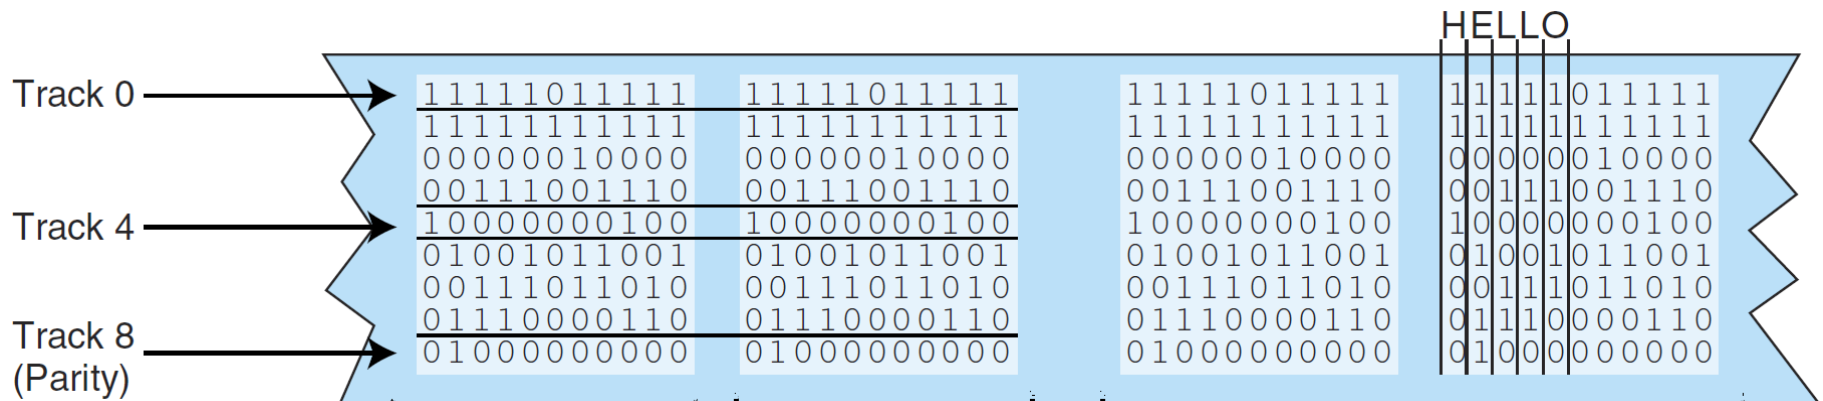 HELLO
Track 0
11111011111 11111011111 11111011111 11111011111
11111111111 11111111111 11111111111 11111111111
00000010000 00000010000 00000010000 00000010000
00111001110 00111001110 00111001110 00111001110
Track 4
10000000100 10000000100 10000000100 10000000100
01001011001 01001011001 01001011001 01001011001
00111011010 00111011010 00111011010 00111011010
01110000110 01110000110 01110000110 01110000110
Track 8
(Parity)
01000000000 01000000000 01000000000 01000000000